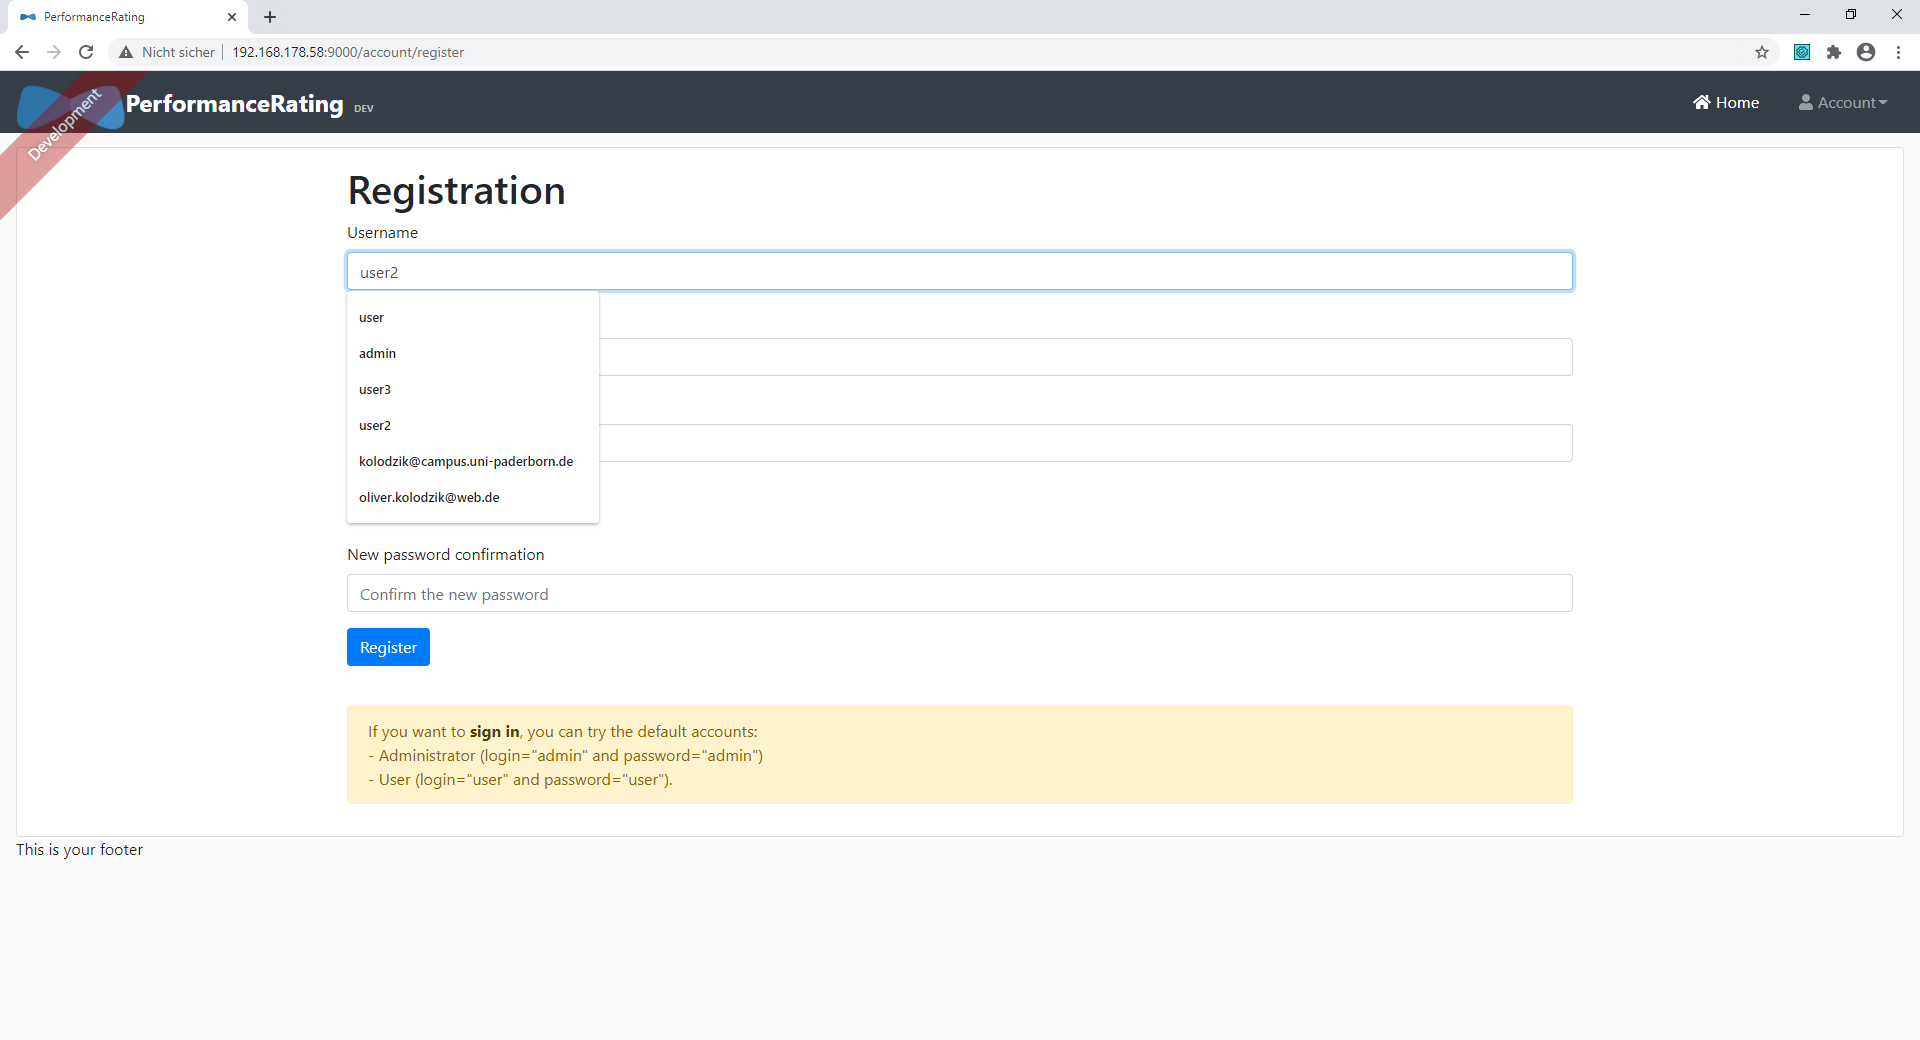 PerformanceRating
Nicht sicher
192.168.178.58:9000/account/register
Development
PerformanceRating DEV
Home
Account
Registration
Username
user2
user
admin
user3
user2
kolodzik@campus.uni-paderborn.de
oliver.kolodzik@web.de
New password confirmation
Confirm the new password
Register
If you want to sign in, you can try the default accounts:
- Administrator (login="admin" and password="admin")
- User (login="user" and password="user").
This is your footer